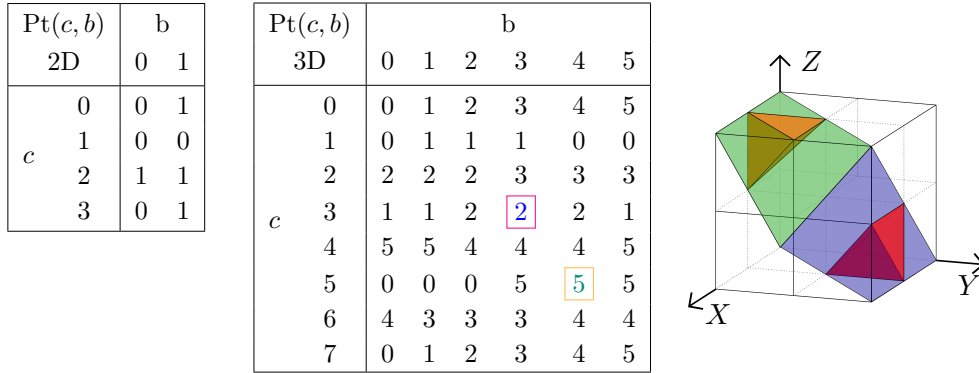 Pt(c, b) b
2D 0 1
0 0 1
1 0 0
c
2 1 1
3 0 1
Pt(c, b) b
3D 0 1 2 3 4 5
0 0 1 2 3 4 5
1 0 1 1 1 0 0
2 2 2 2 3 3 3
c 3 1 1 2 2 2 1
4 5 5 4 4 4 5
5 0 0 0 5 5 5
6 4 3 3 3 4 4
7 0 1 2 3 4 5
Z
Y
X